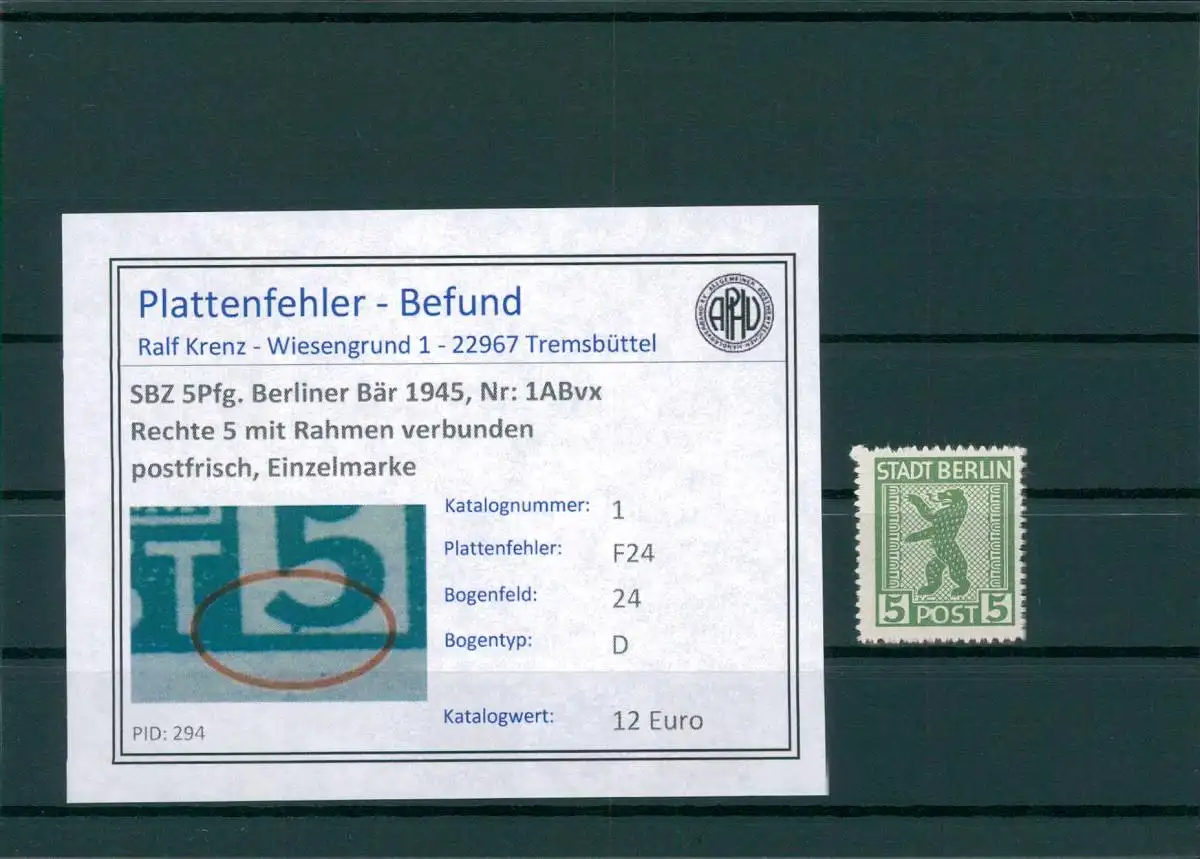 Plattenfehler - Befund
Ralf Krenz - Wiesengrund 1 - 22967 Tremsbüttel
APHV
SBZ 5Pfg. Berliner Bär 1945, Nr: 1ABvx
Rechte 5 mit Rahmen verbunden
postfrisch, Einzelmarke
T 5
Katalognummer: 1
Plattenfehler: F24
Bogenfeld: 24
Bogentyp: D
Katalogwert: 12 Euro
PID: 294
STADT BERLIN
5 POST 5